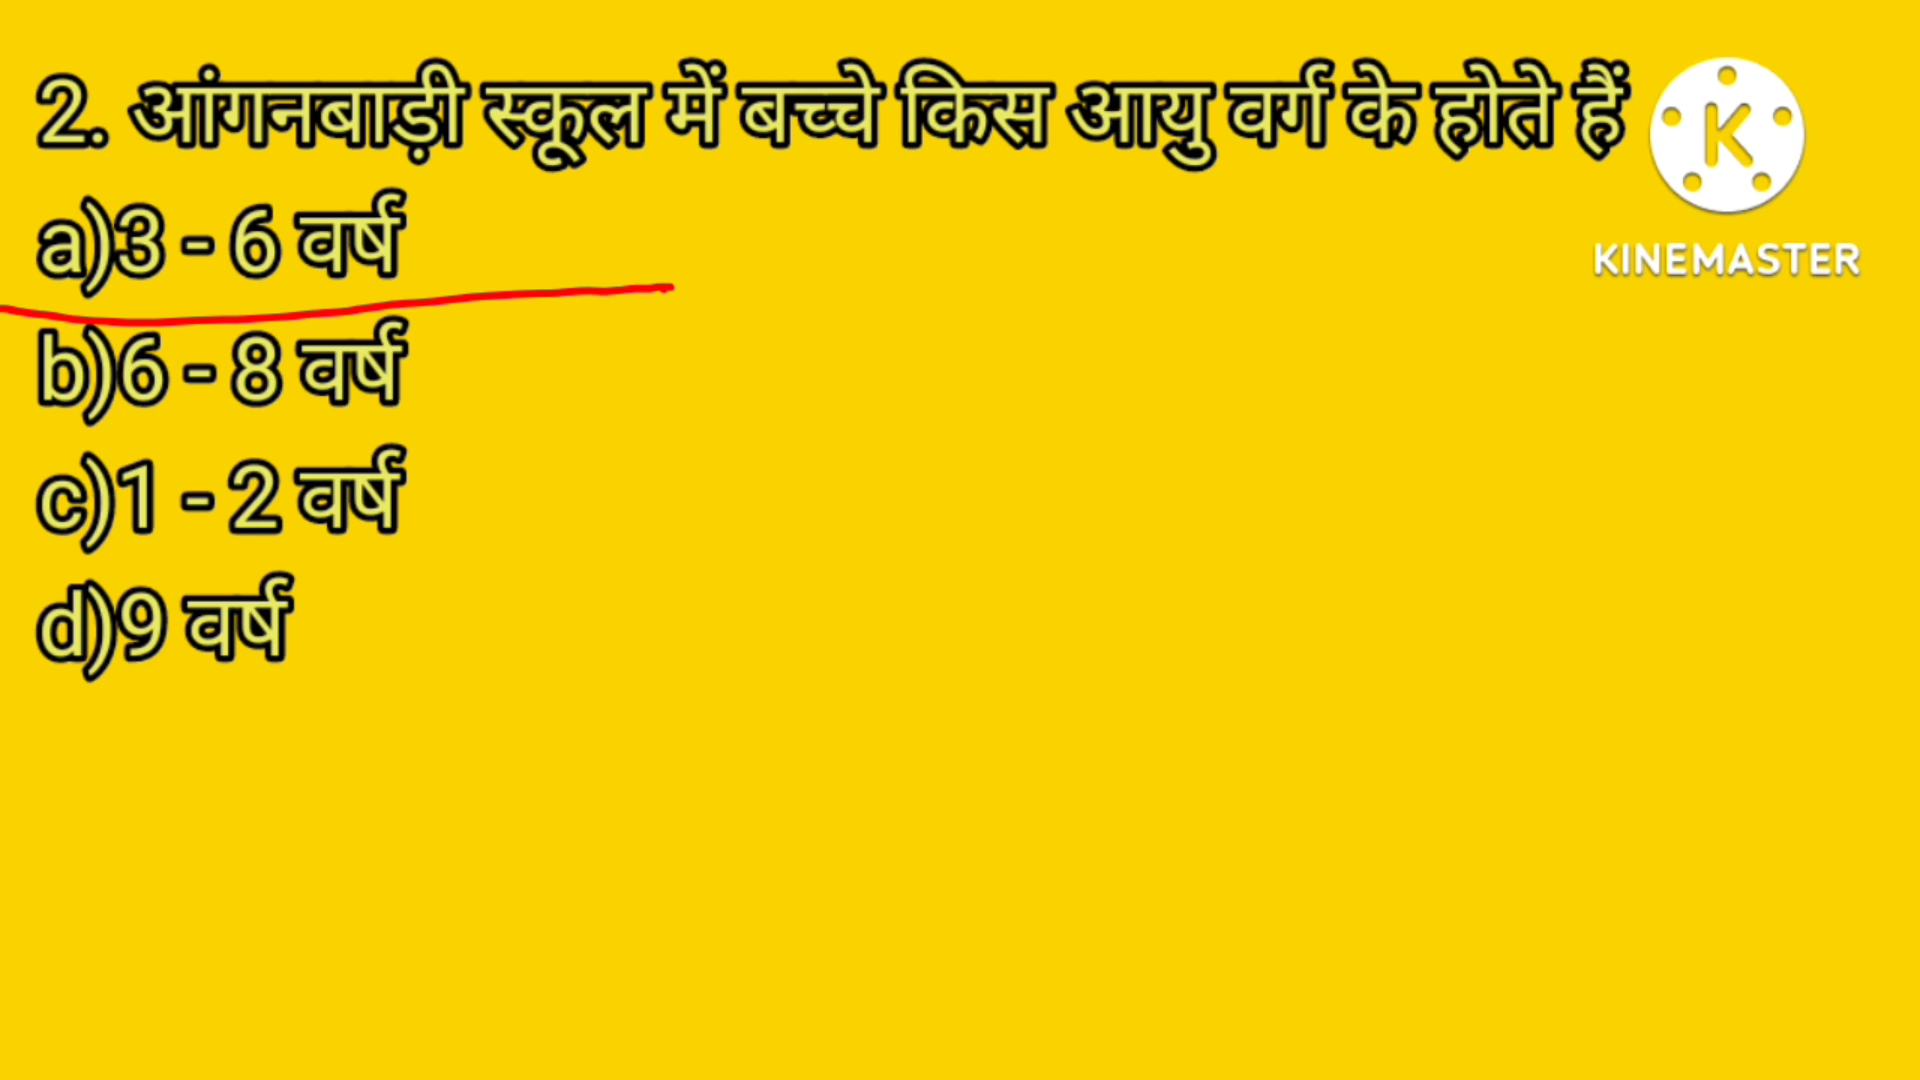 2. आंगनबाड़ी स्कूल में बच्चे किस आयु वर्ग के होते हैं
a)3 - 6 वर्ष
b)6 - 8 वर्ष
c)1 - 2 वर्ष
d)9 वर्ष
K
KINEMASTER